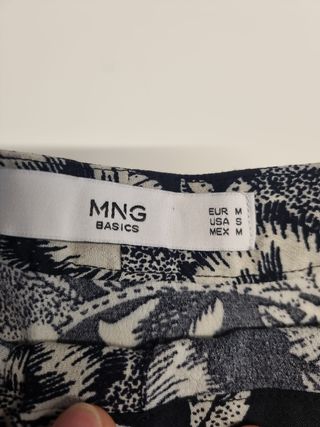 MNG
BASICS
EUR M
USA S
MEX M